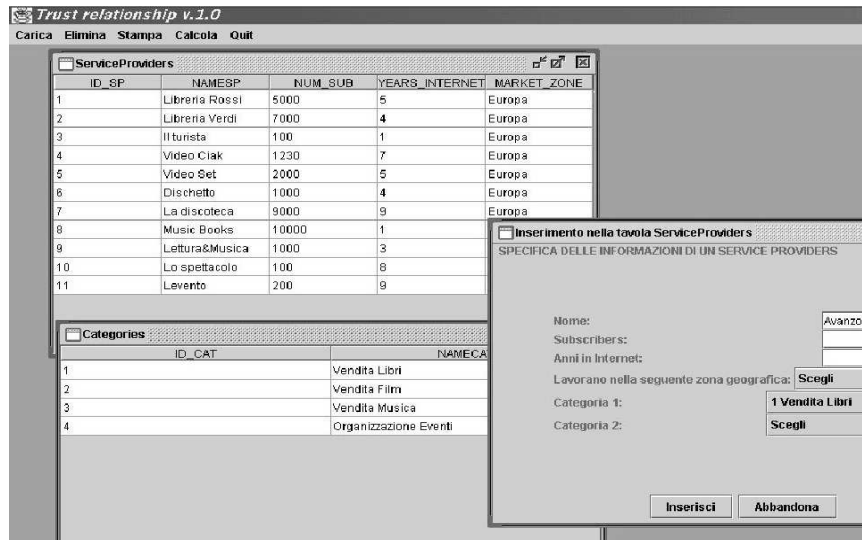 Trust relationship v.1.0
Carica Elimina Stampa Calcola Quit
ServiceProviders
ID_SP NAMESP NUM_SUB YEARS_INTERNET MARKET_ZONE
1 Libreria Rossi 5000 5 Europa
2 Libreria Verdi 7000 4 Europa
3 Il turista 100 1 Europa
4 Video Ciak 1230 7 Europa
5 Video Set 2000 5 Europa
6 Dischetto 1000 4 Europa
7 La discoteca 9000 9 Europa
8 Music Books 10000 1
9 Lettura&Musica 1000 3
10 Lo spettacolo 100 8
11 Levento 200 9
Categories
ID_CAT NAMECA
1 Vendita Libri
2 Vendita Film
3 Vendita Musica
4 Organizzazione Eventi
Inserimento nella tavola ServiceProviders
SPECIFICA DELLE INFORMAZIONI DI UN SERVICE PROVIDERS
Nome: Avanzo
Subscribers:
Anni in Internet:
Lavorano nella seguente zona geografica: Scegli
Categoria 1: 1 Vendita Libri
Categoria 2: Scegli
Inserisci Abbandona